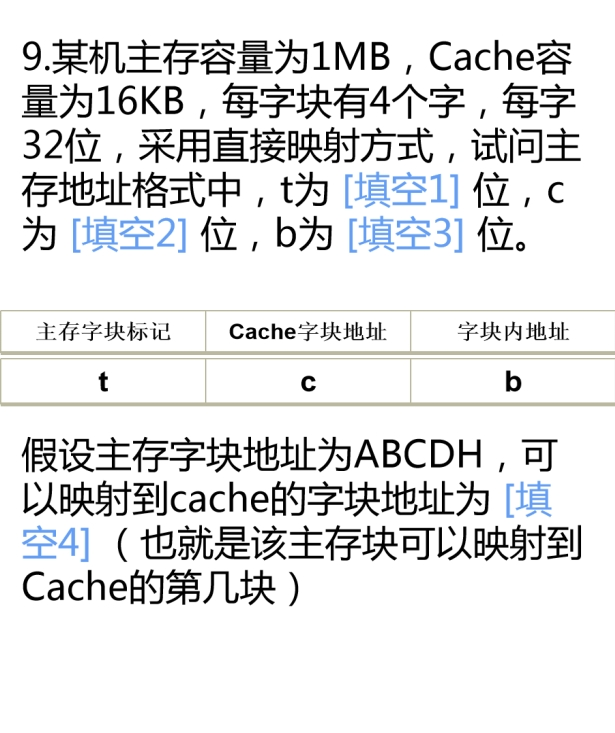 9.某机主存容量为1MB，Cache容
量为16KB，每字块有4个字，每字
32位，采用直接映射方式，试问主
存地址格式中，t为 [填空1] 位，c
为 [填空2] 位，b为 [填空3] 位。
主存字块标记 Cache字块地址 字块内地址
t c b
假设主存字块地址为ABCDH，可
以映射到cache的字块地址为 [填
空4] （也就是该主存块可以映射到
Cache的第几块）